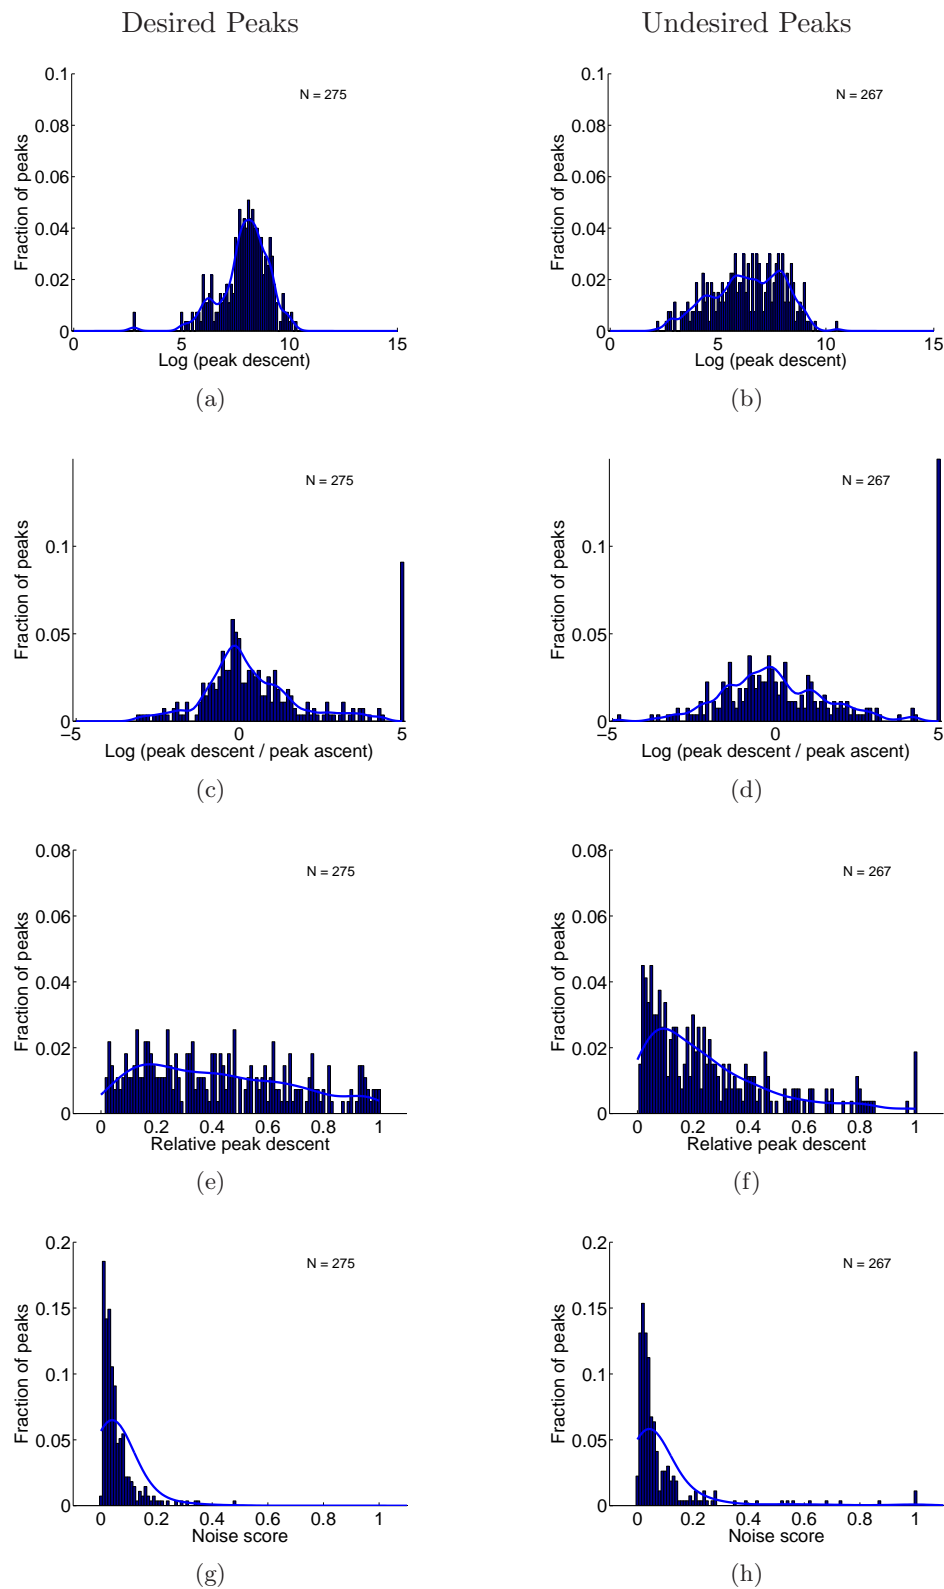 Desired Peaks
Undesired Peaks
0.1
0.08
0.06
0.04
0.02
0
Fraction of peaks
N = 275
0 5 10 15
Log (peak descent)
(a)
0.1
0.08
0.06
0.04
0.02
0
Fraction of peaks
N = 267
0 5 10 15
Log (peak descent)
(b)
0.1
0.05
0
Fraction of peaks
N = 275
−5 0 5
Log (peak descent / peak ascent)
(c)
0.1
0.05
0
Fraction of peaks
N = 267
−5 0 5
Log (peak descent / peak ascent)
(d)
0.08
0.06
0.04
0.02
0
Fraction of peaks
N = 275
0 0.2 0.4 0.6 0.8 1
Relative peak descent
(e)
0.08
0.06
0.04
0.02
0
Fraction of peaks
N = 267
0 0.2 0.4 0.6 0.8 1
Relative peak descent
(f)
0.2
0.15
0.1
0.05
0
Fraction of peaks
N = 275
0 0.2 0.4 0.6 0.8 1
Noise score
(g)
0.2
0.15
0.1
0.05
0
Fraction of peaks
N = 267
0 0.2 0.4 0.6 0.8 1
Noise score
(h)